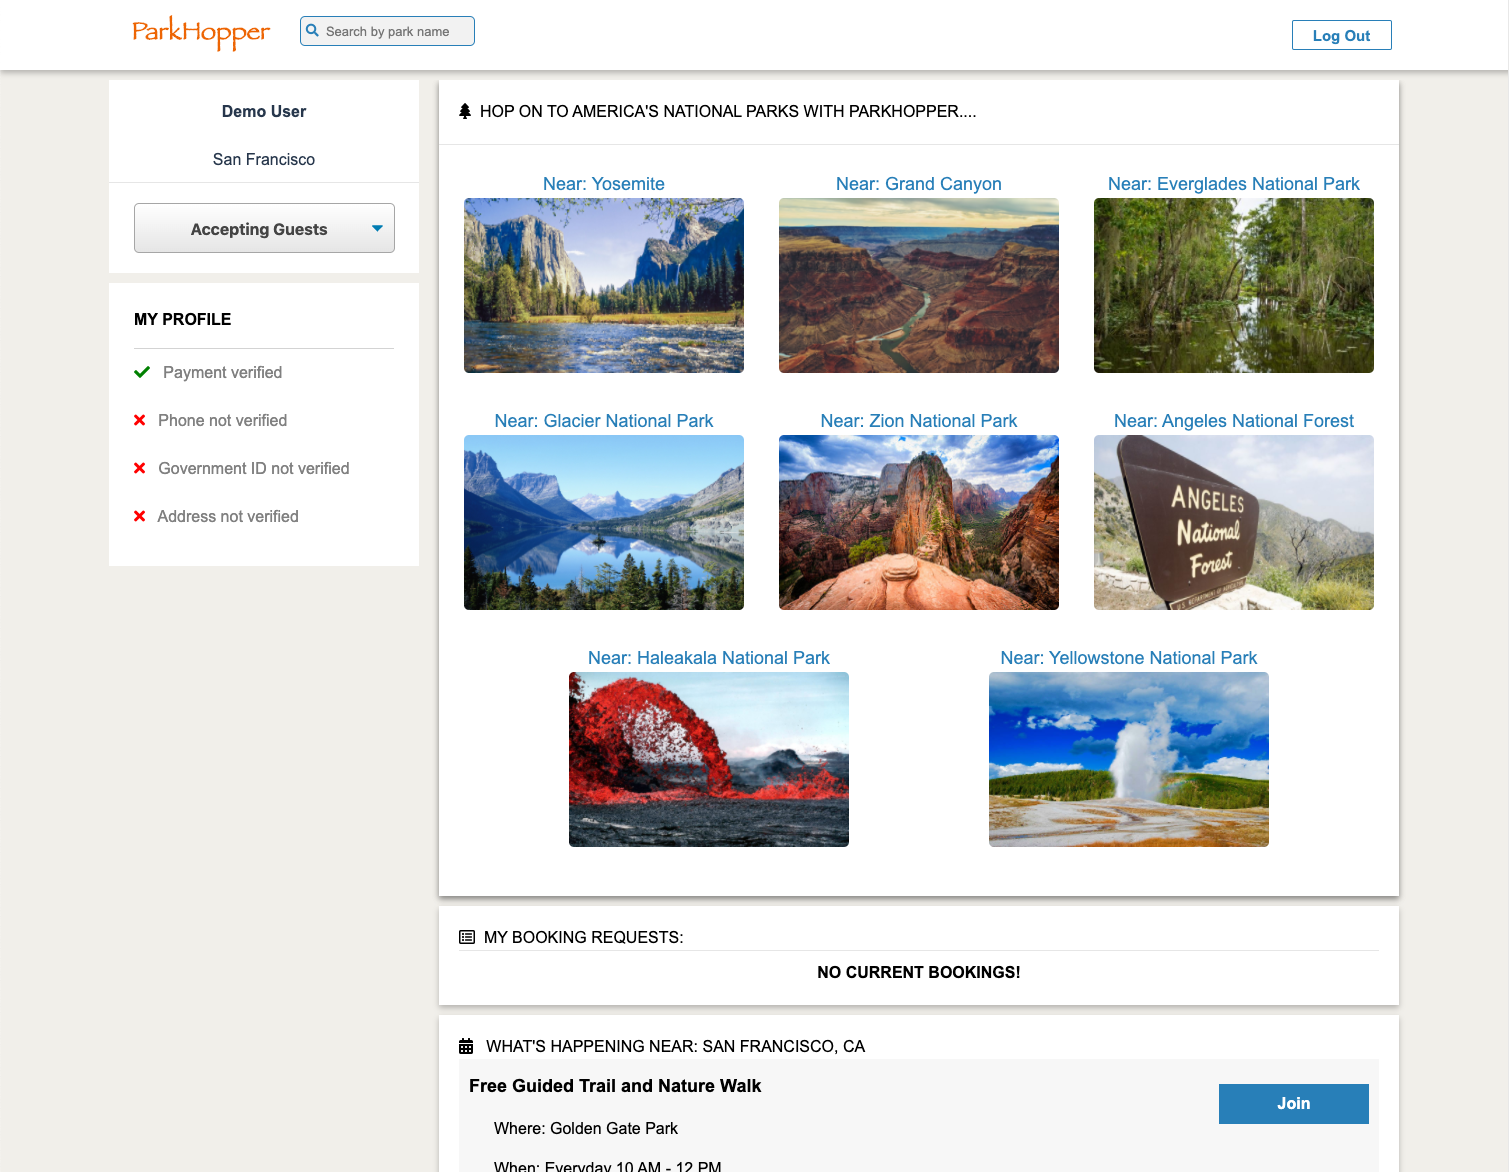 ParkHopper
Search by park name
Log Out
Demo User
San Francisco
Accepting Guests
MY PROFILE
Payment verified
Phone not verified
Government ID not verified
Address not verified
HOP ON TO AMERICA'S NATIONAL PARKS WITH PARKHOPPER....
Near: Yosemite
Near: Grand Canyon
Near: Everglades National Park
Near: Glacier National Park
Near: Zion National Park
Near: Angeles National Forest
ANGELES
National
Forest
U.S. DEPARTMENT OF AGRICULTURE
Near: Haleakala National Park
Near: Yellowstone National Park
MY BOOKING REQUESTS:
NO CURRENT BOOKINGS!
WHAT'S HAPPENING NEAR: SAN FRANCISCO, CA
Free Guided Trail and Nature Walk
Join
Where: Golden Gate Park
When: Everyday 10 AM - 12 PM